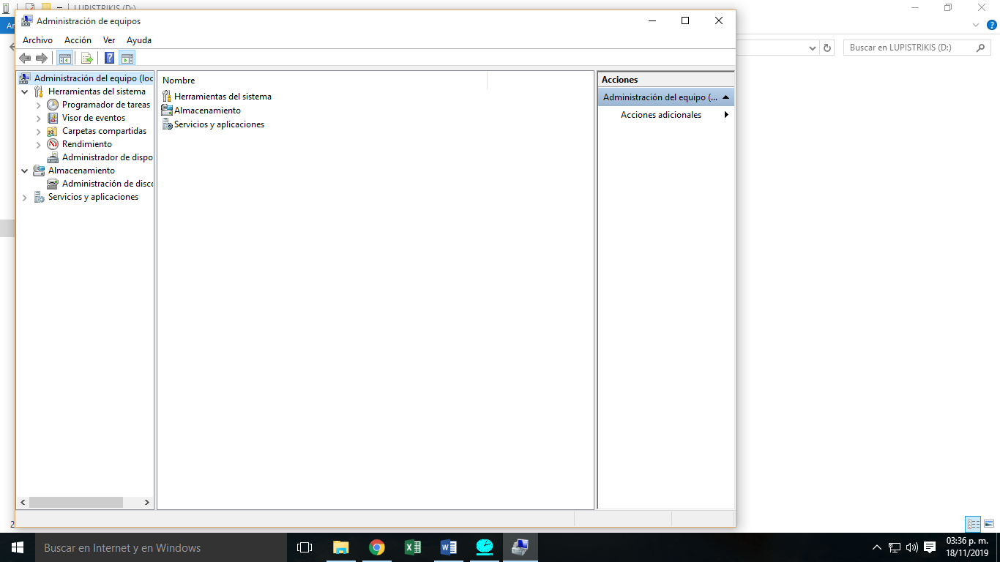 LUPISTRIKIS (D:)
Administración de equipos
Archivo Acción Ver Ayuda
Buscar en LUPISTRIKIS (D:)
Administración del equipo (loc
Herramientas del sistema
Programador de tareas
Visor de eventos
Carpetas compartidas
Rendimiento
Administrador de dispo
Almacenamiento
Administración de disco
Servicios y aplicaciones
Nombre
Herramientas del sistema
Almacenamiento
Servicios y aplicaciones
Acciones
Administración del equipo (...
Acciones adicionales
2
Buscar en Internet y en Windows
03:36 p. m.
18/11/2019